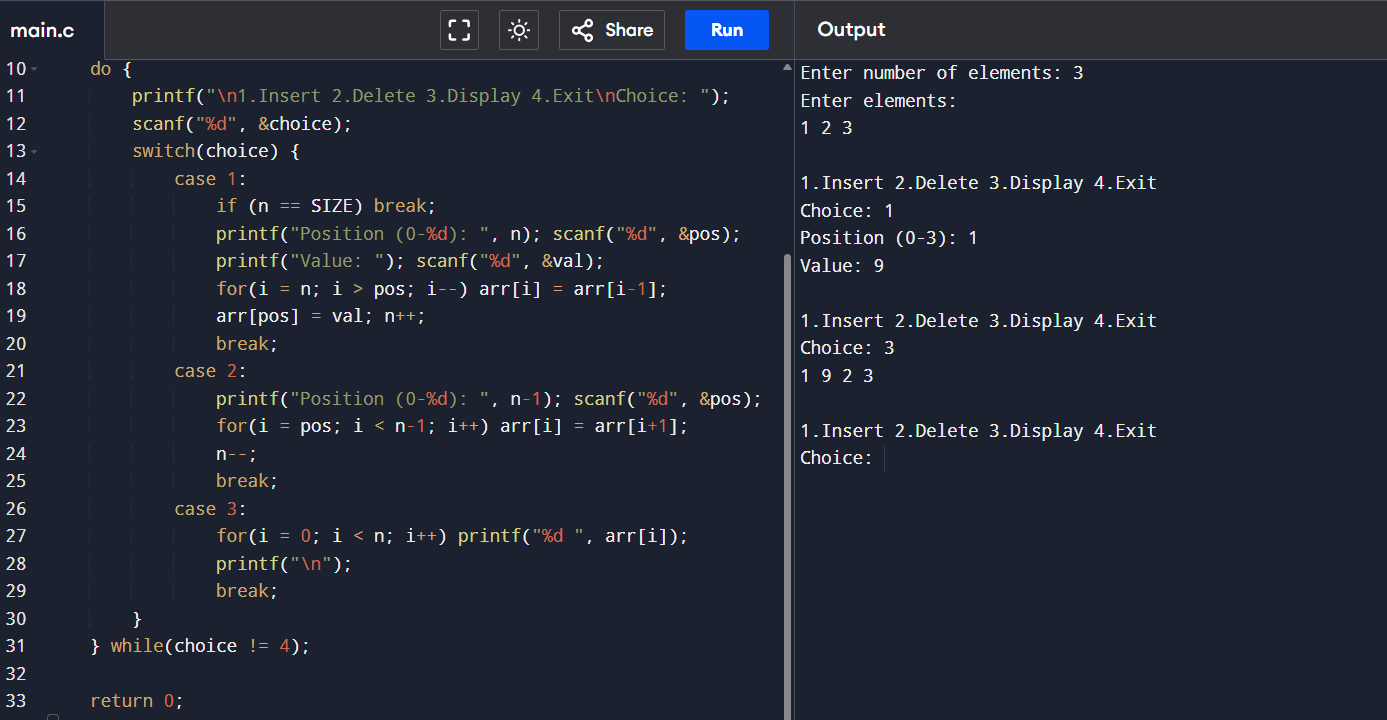 main.c
Share
Run
Output
10 do {
11 printf("\n1.Insert 2.Delete 3.Display 4.Exit\nChoice: ");
12 scanf("%d", &choice);
13 switch(choice) {
14 case 1:
15 if (n == SIZE) break;
16 printf("Position (0-%d): ", n); scanf("%d", &pos);
17 printf("Value: "); scanf("%d", &val);
18 for(i = n; i > pos; i--) arr[i] = arr[i-1];
19 arr[pos] = val; n++;
20 break;
21 case 2:
22 printf("Position (0-%d): ", n-1); scanf("%d", &pos);
23 for(i = pos; i < n-1; i++) arr[i] = arr[i+1];
24 n--;
25 break;
26 case 3:
27 for(i = 0; i < n; i++) printf("%d ", arr[i]);
28 printf("\n");
29 break;
30 }
31 } while(choice != 4);
32
33 return 0;
Enter number of elements: 3
Enter elements:
1 2 3
1.Insert 2.Delete 3.Display 4.Exit
Choice: 1
Position (0-3): 1
Value: 9
1.Insert 2.Delete 3.Display 4.Exit
Choice: 3
1 9 2 3
1.Insert 2.Delete 3.Display 4.Exit
Choice: